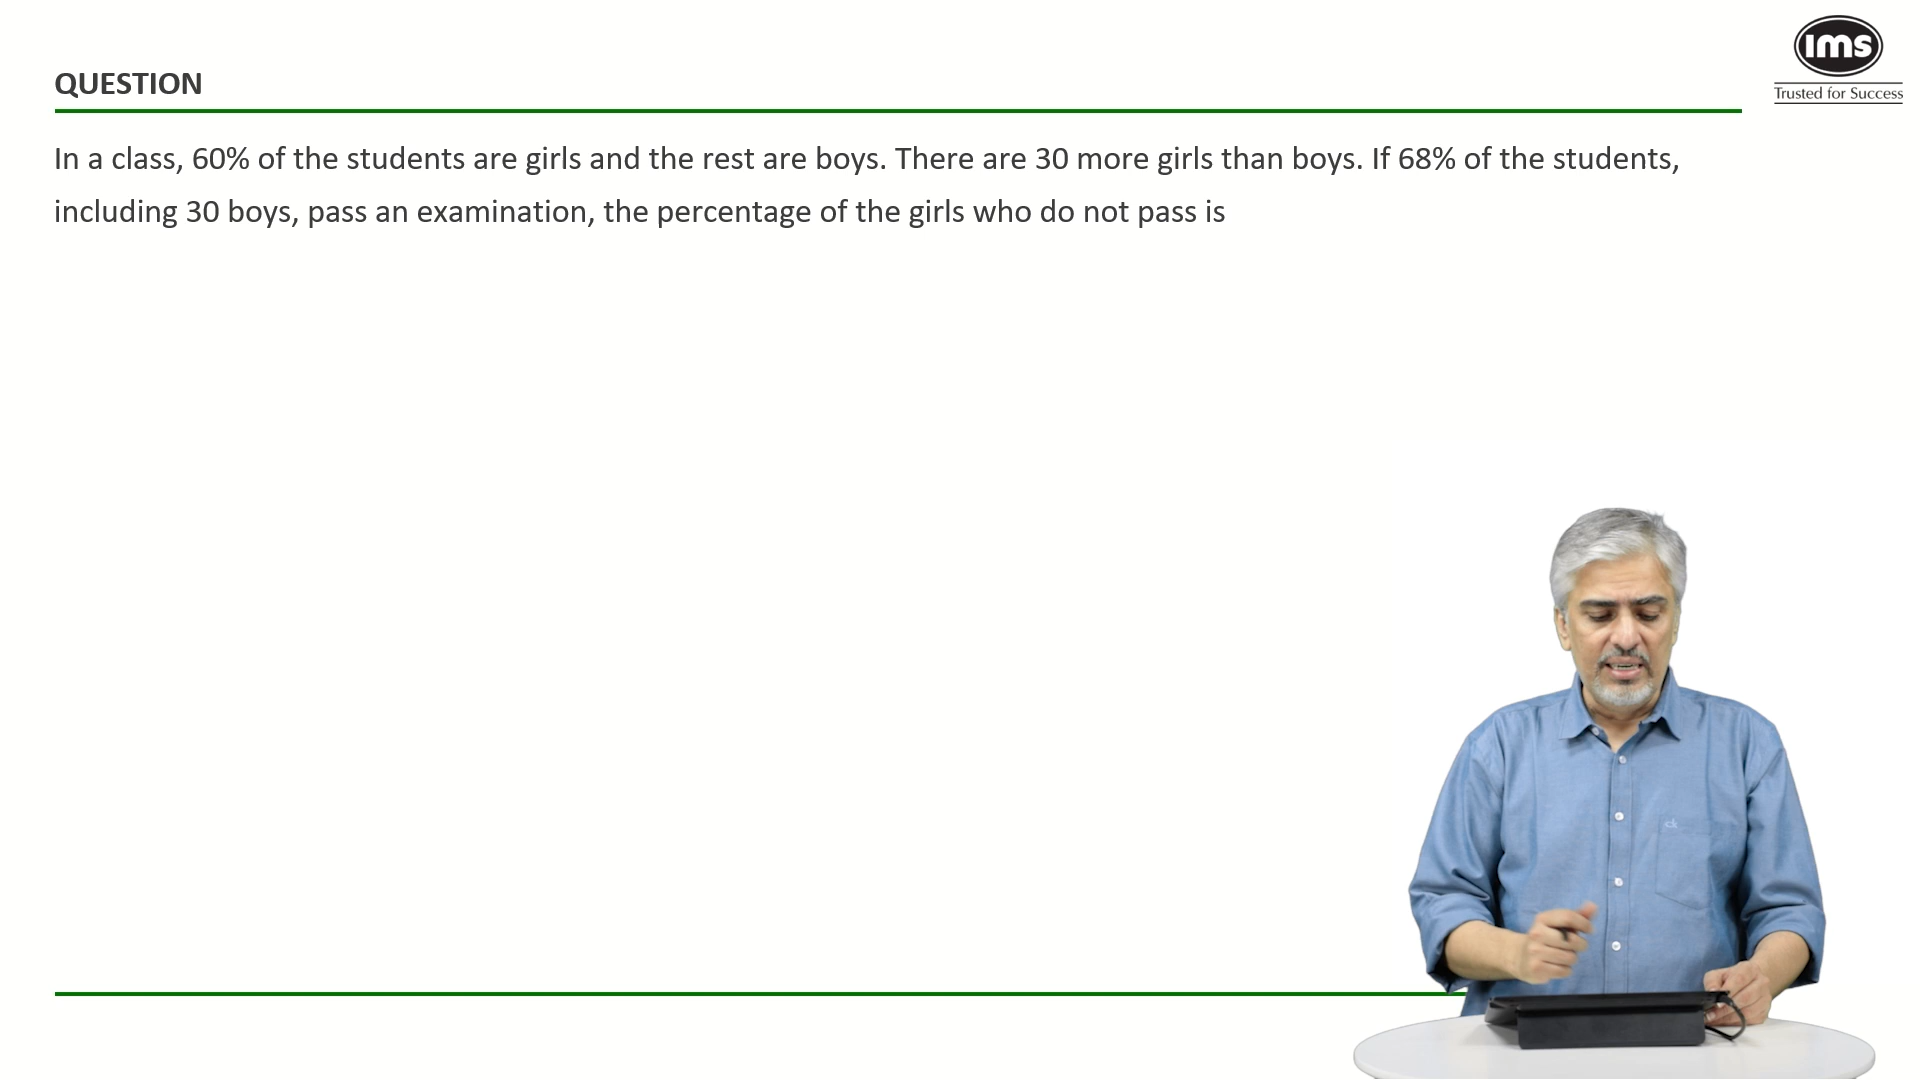 ims
Trusted for Success
QUESTION
In a class, 60% of the students are girls and the rest are boys. There are 30 more girls than boys. If 68% of the students,
including 30 boys, pass an examination, the percentage of the girls who do not pass is
ck